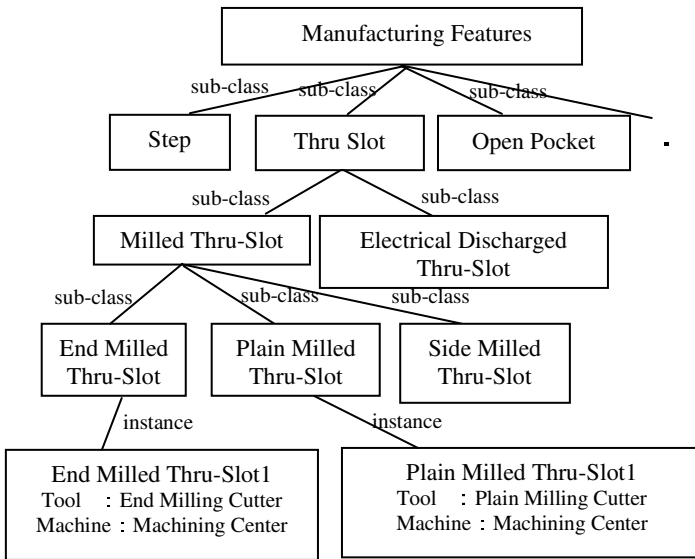 Manufacturing Features
sub-class sub-class sub-class
Step Thru Slot Open Pocket .
sub-class sub-class
Milled Thru-Slot
Electrical Discharged
Thru-Slot
sub-class sub-class sub-class
End Milled
Thru-Slot
Plain Milled
Thru-Slot
Side Milled
Thru-Slot
instance instance
End Milled Thru-Slot1
Tool : End Milling Cutter
Machine : Machining Center
Plain Milled Thru-Slot1
Tool : Plain Milling Cutter
Machine : Machining Center